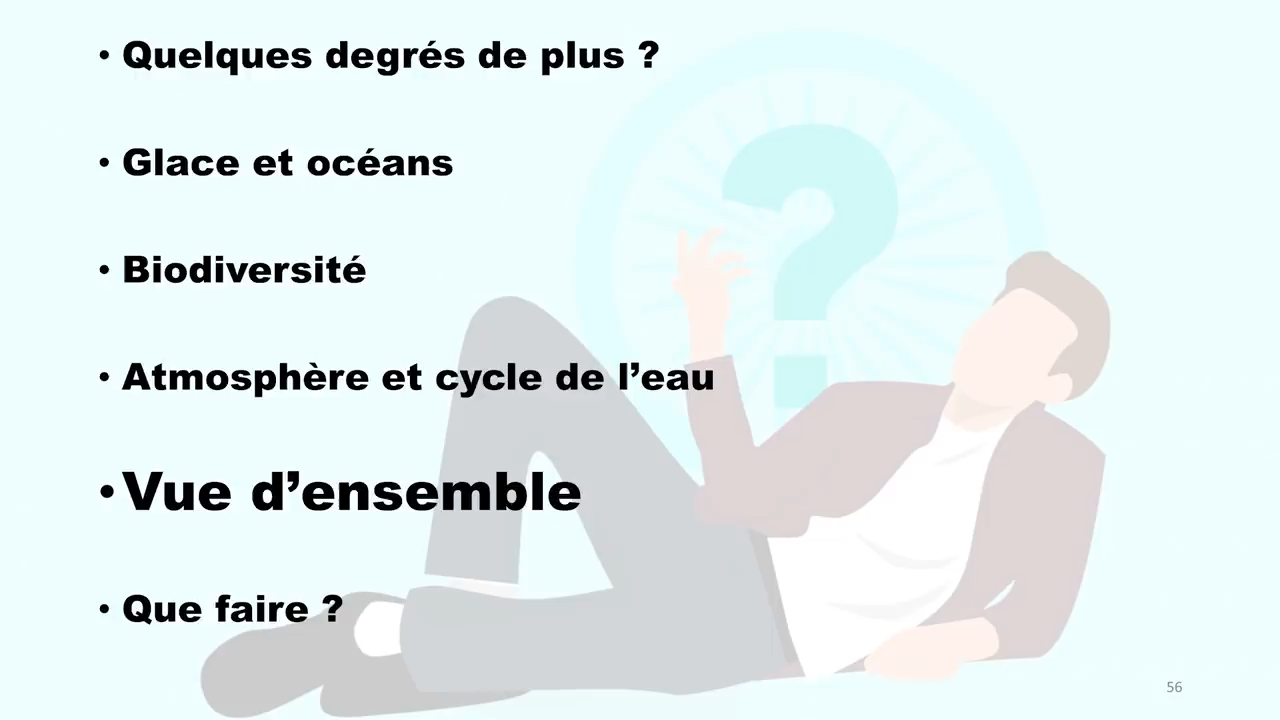 • Quelques degrés de plus ?
• Glace et océans
• Biodiversité
• Atmosphère et cycle de l’eau
• Vue d’ensemble
• Que faire ?
56